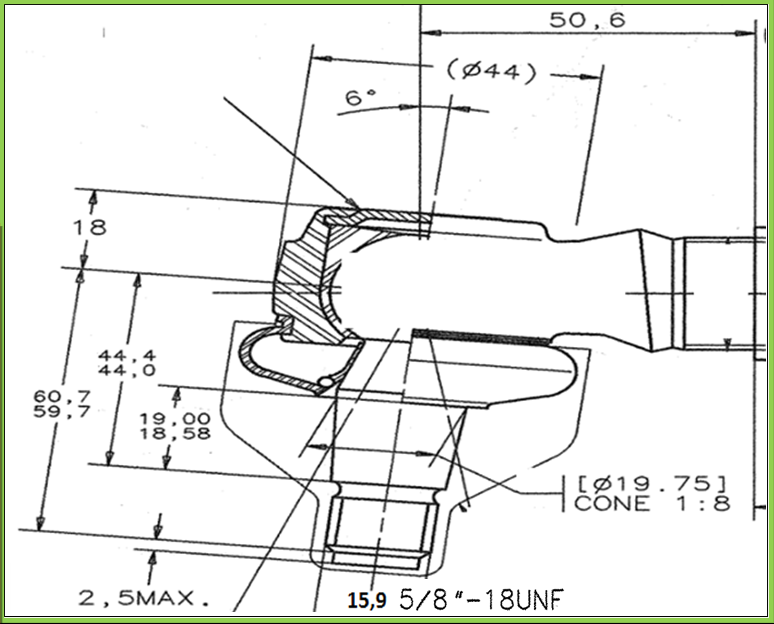 50,6
(Ø44)
6°
18
44,4
44,0
60,7
59,7
19,00
18,58
[Ø19.75]
CONE 1:8
2,5MAX.
15,9 5/8"-18UNF